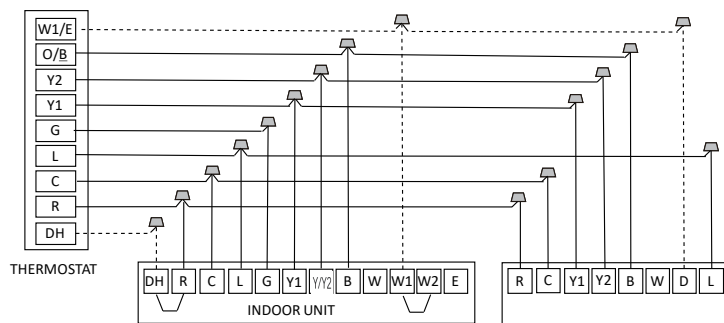 W1/E
O/B
Y2
Y1
G
L
C
R
DH
THERMOSTAT
DH R C L G Y1 Y/Y2 B W W1 W2 E
INDOOR UNIT
R C Y1 Y2 B W D L